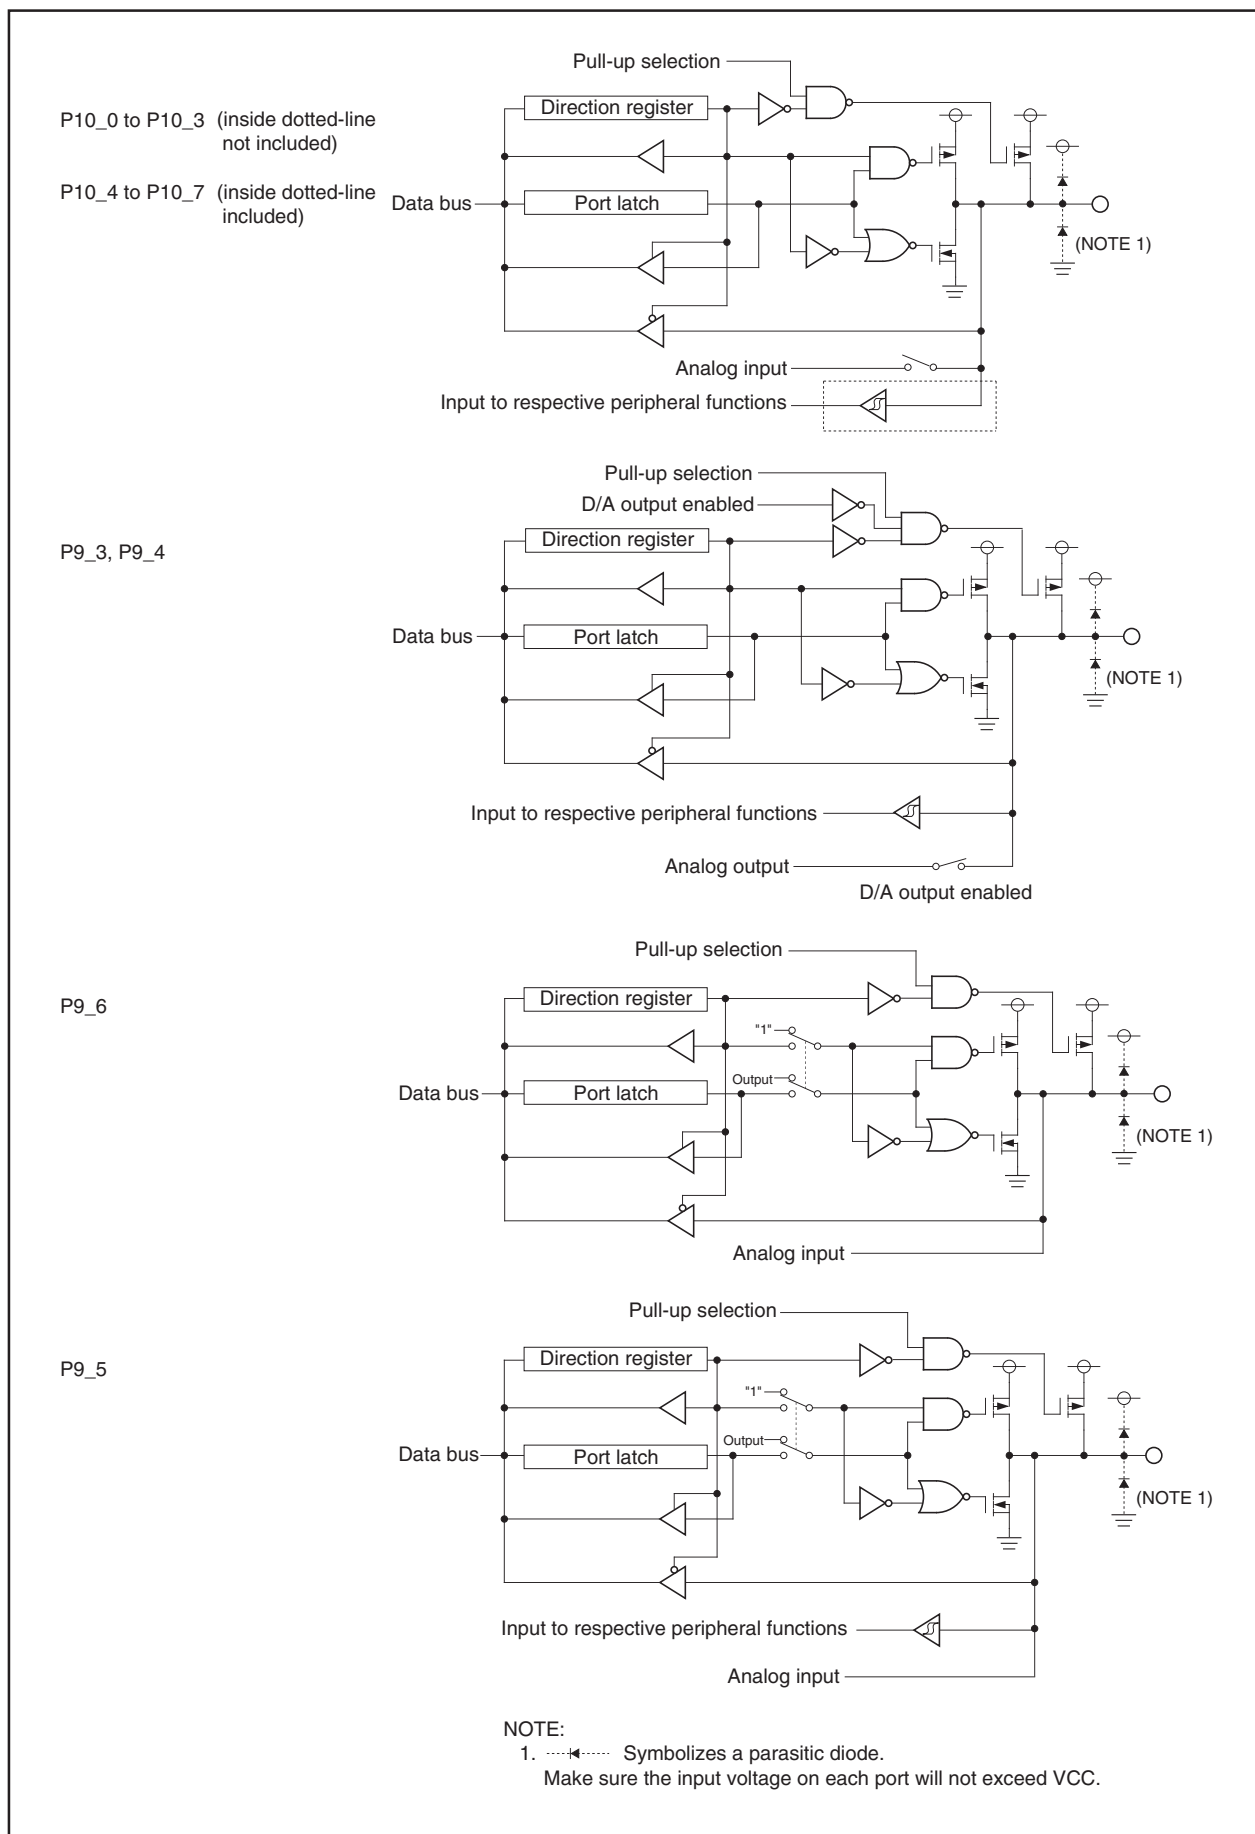 Pull-up selection
P10_0 to P10_3 (inside dotted-line
not included)
Direction register
P10_4 to P10_7 (inside dotted-line
included)
Data bus
Port latch
(NOTE 1)
Analog input
Input to respective peripheral functions
Pull-up selection
D/A output enabled
P9_3, P9_4
Direction register
Data bus
Port latch
(NOTE 1)
Input to respective peripheral functions
Analog output
D/A output enabled
Pull-up selection
P9_6
Direction register
"1"
Output
Data bus
Port latch
(NOTE 1)
Analog input
Pull-up selection
P9_5
Direction register
"1"
Output
Data bus
Port latch
(NOTE 1)
Input to respective peripheral functions
Analog input
NOTE:
1. Symbolizes a parasitic diode.
Make sure the input voltage on each port will not exceed VCC.